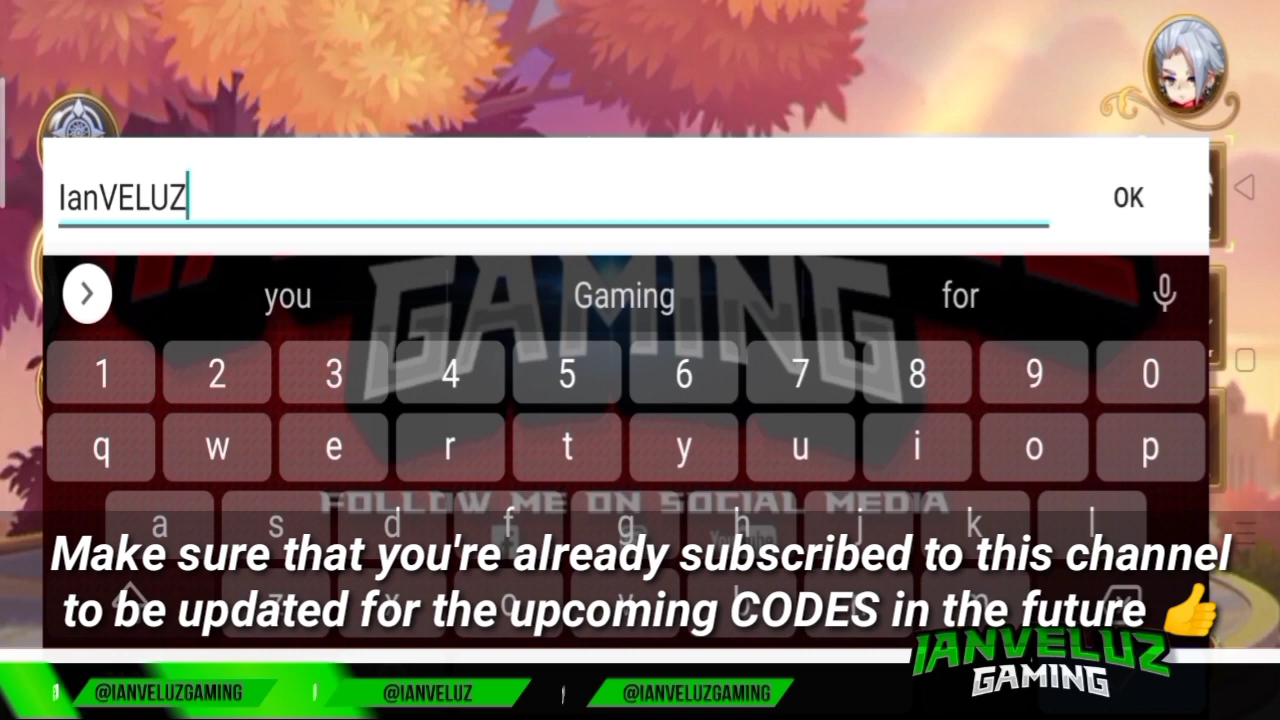 IanVELUZ
OK
you Gaming for
GAMING
1 2 3 4 5 6 7 8 9 0
q w e r t y u i o p
FOLLOW ME ON SOCIAL MEDIA
a s d f g h j k l
Make sure that you're already subscribed to this channel
to be updated for the upcoming CODES in the future 👍
IANVELUZ
GAMING
@IANVELUZGAMING @IANVELUZ @IANVELUZGAMING